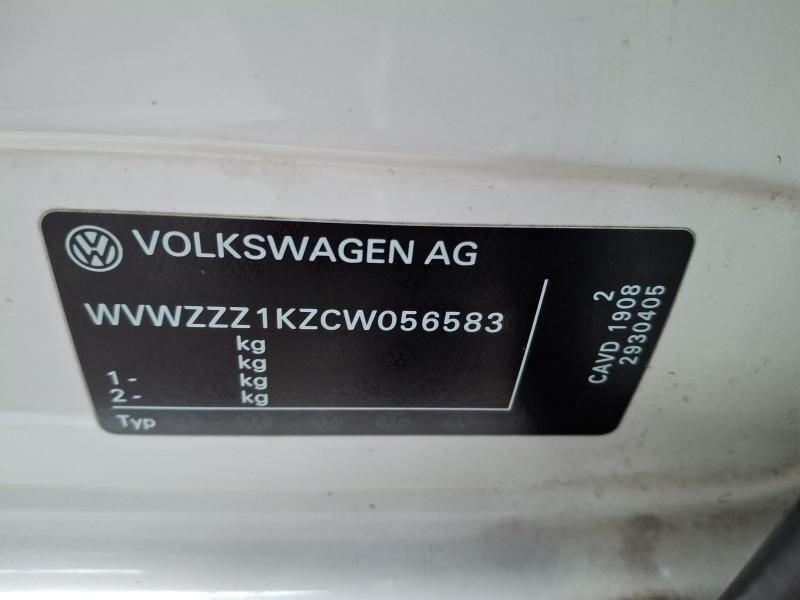 VOLKSWAGEN AG
WVWZZZ1KZCW056583
kg
kg
1 - kg
2 - kg
Typ
2
CAVD 1908
2930405